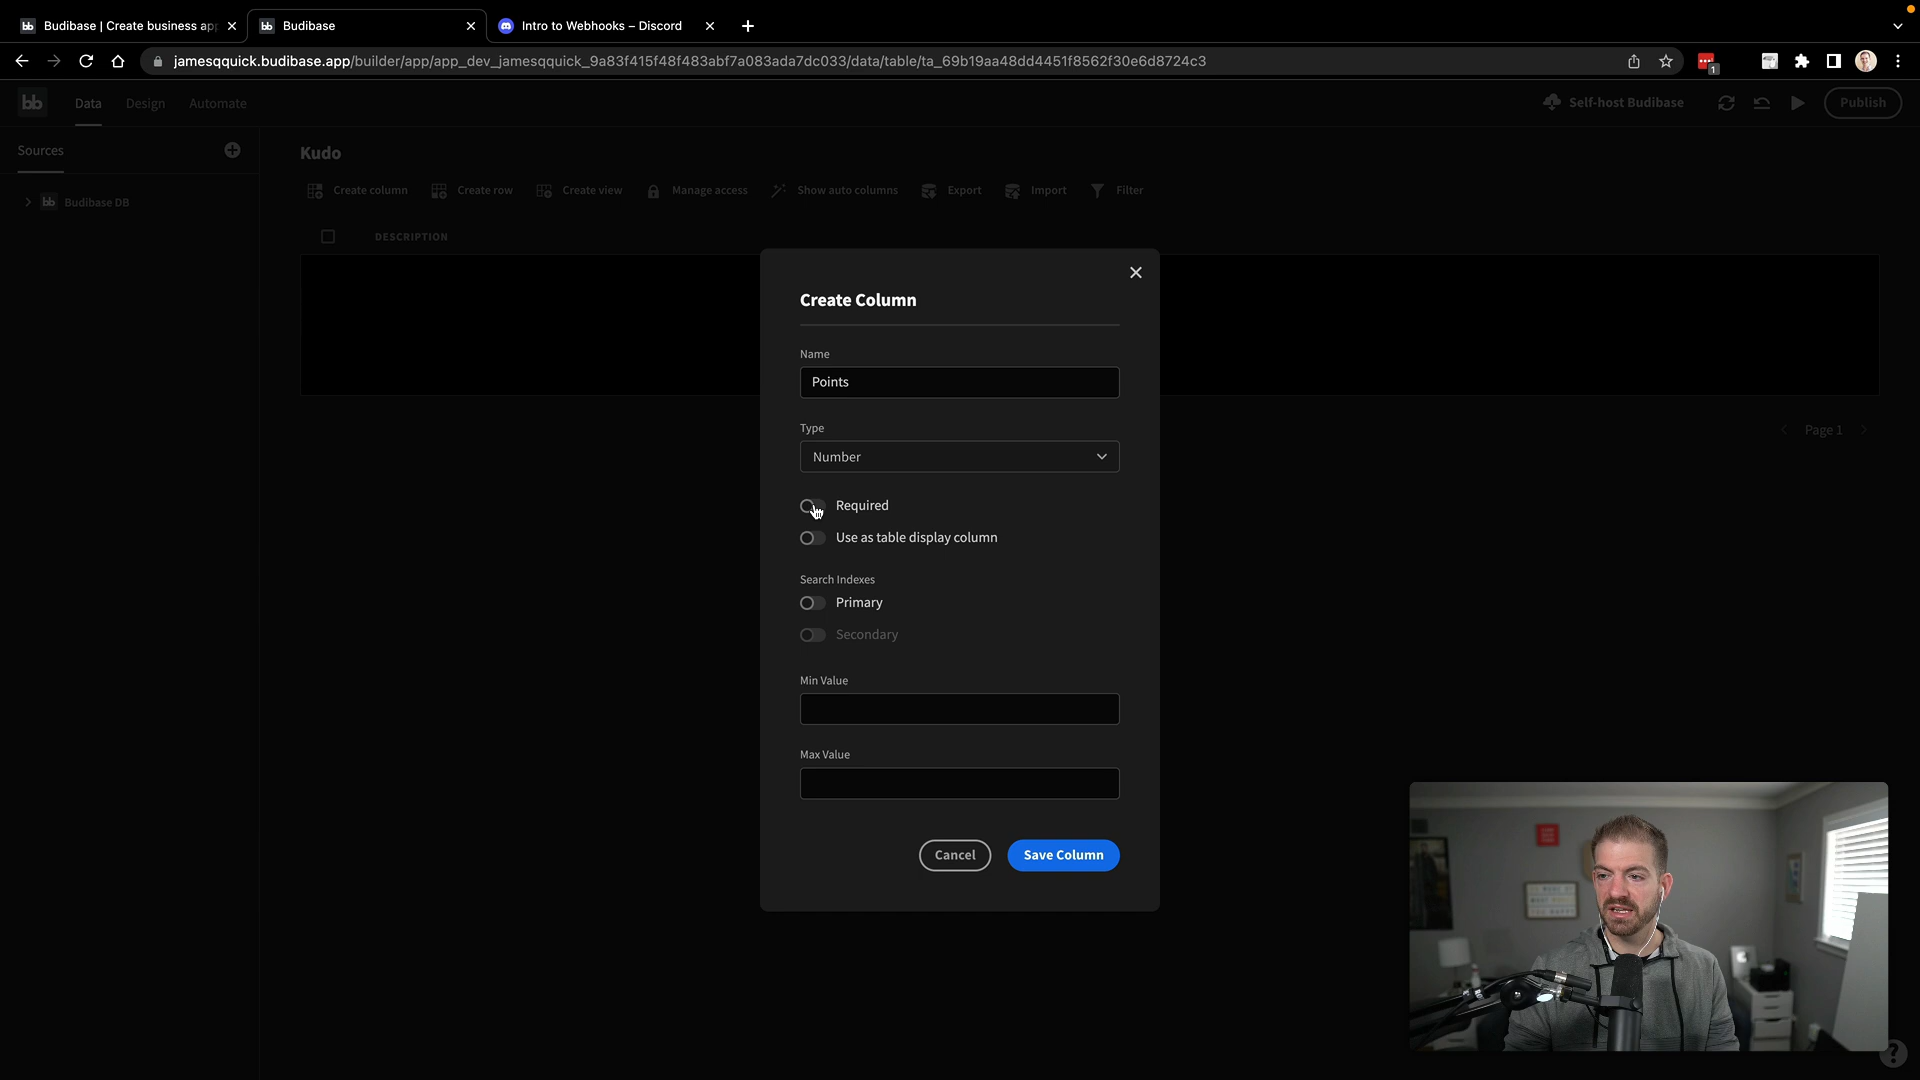 Budibase | Create business ap
Budibase
Intro to Webhooks – Discord
jamesqquick.budibase.app/builder/app/app_dev_jamesqquick_9a83f415f48f483abf7a083ada7dc033/data/table/ta_69b19aa48dd4451f8562f30e6d8724c3
1
bb
Data
Design
Automate
Self-host Budibase
Publish
Sources
Kudo
Create column
Create row
Create view
Manage access
Show auto columns
Export
Import
Filter
bb Budibase DB
DESCRIPTION
Create Column
Name
Points
Type
Number
Required
Use as table display column
Search Indexes
Primary
Secondary
Min Value
Max Value
Cancel
Save Column
Page 1
?